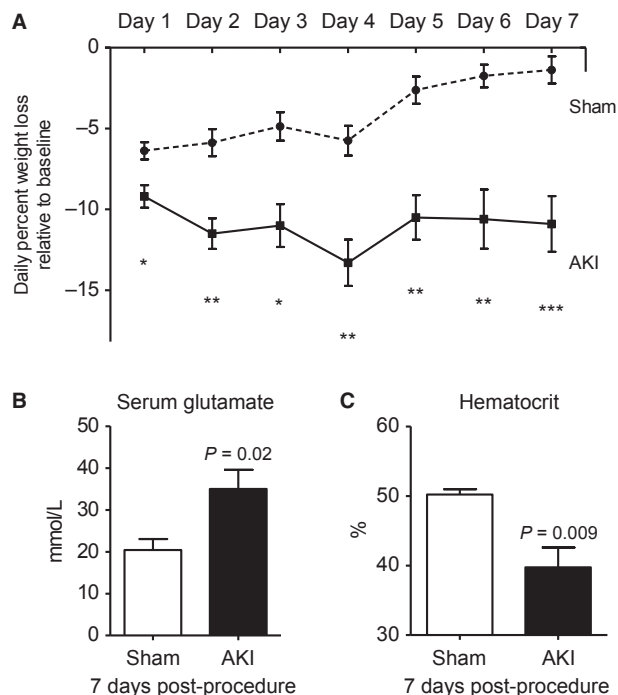 A
Day 1 Day 2 Day 3 Day 4 Day 5 Day 6 Day 7
Daily percent weight loss
relative to baseline
0
–5
–10
–15
Sham
AKI
* ** * ** ** ** ***
B
Serum glutamate
mmol/L
50
40
30
20
10
0
P = 0.02
Sham AKI
7 days post-procedure
C
Hematocrit
%
60
50
40
30
P = 0.009
Sham AKI
7 days post-procedure